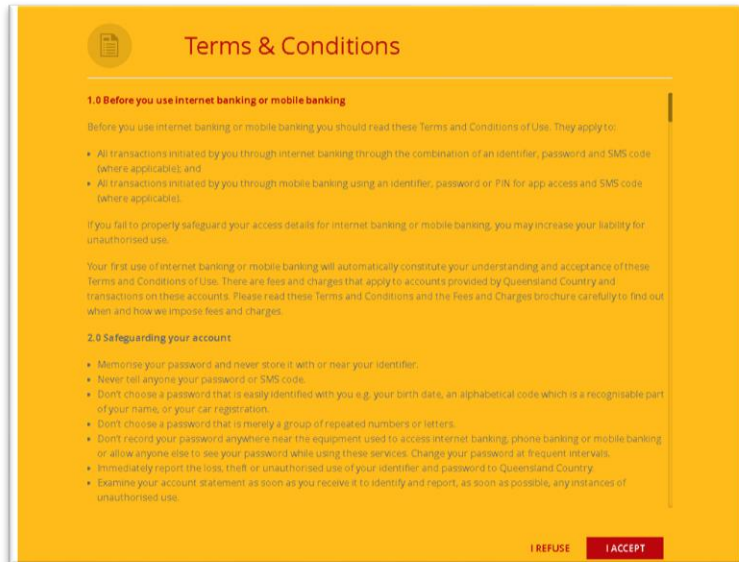 Terms & Conditions
1.0 Before you use internet banking or mobile banking
Before you use internet banking or mobile banking you should read these Terms and Conditions of Use. They apply to:
• All transactions initiated by you through internet banking through the combination of an identifier, password and SMS code
(where applicable); and
• All transactions initiated by you through mobile banking using an identifier, password or PIN for app access and SMS code
(where applicable).
If you fail to properly safeguard your access details for internet banking or mobile banking, you may increase your liability for
unauthorised use.
Your first use of internet banking or mobile banking will automatically constitute your understanding and acceptance of these
Terms and Conditions of Use. There are fees and charges that apply to accounts provided by Queensland Country and
transactions on these accounts. Please read these Terms and Conditions and the Fees and Charges brochure carefully to find out
when and how we impose fees and charges.
2.0 Safeguarding your account
• Memorise your password and never store it with or near your identifier.
• Never tell anyone your password or SMS code.
• Don't choose a password that is easily identified with you e.g. your birth date, an alphabetical code which is a recognisable part
of your name, or your car registration.
• Don't choose a password that is merely a group of repeated numbers or letters.
• Don't record your password anywhere near the equipment used to access internet banking, phone banking or mobile banking
or allow anyone else to see your password while using these services. Change your password at frequent intervals.
• Immediately report the loss, theft or unauthorised use of your identifier and password to Queensland Country.
• Examine your account statement as soon as you receive it to identify and report, as soon as possible, any instances of
unauthorised use.
I REFUSE I ACCEPT